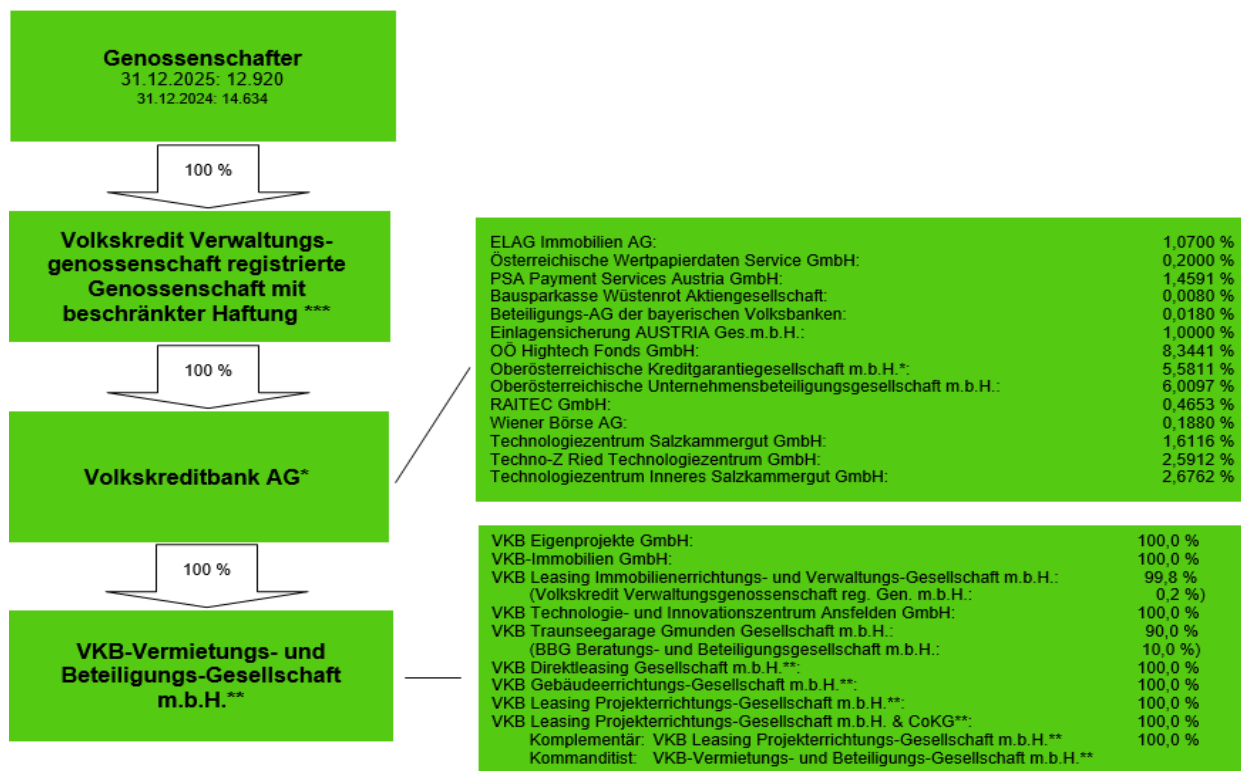 Genossenschafter
31.12.2025: 12.920
31.12.2024: 14.634
100 %
Volkskredit Verwaltungs-
genossenschaft registrierte
Genossenschaft mit
beschränkter Haftung ***
100 %
Volkskreditbank AG*
100 %
VKB-Vermietungs- und
Beteiligungs-Gesellschaft
m.b.H.**
ELAG Immobilien AG: 1,0700 %
Österreichische Wertpapierdaten Service GmbH: 0,2000 %
PSA Payment Services Austria GmbH: 1,4591 %
Bausparkasse Wüstenrot Aktiengesellschaft: 0,0080 %
Beteiligungs-AG der bayerischen Volksbanken: 0,0180 %
Einlagensicherung AUSTRIA Ges.m.b.H.: 1,0000 %
OÖ Hightech Fonds GmbH: 8,3441 %
Oberösterreichische Kreditgarantiegesellschaft m.b.H.*: 5,5811 %
Oberösterreichische Unternehmensbeteiligungsgesellschaft m.b.H.: 6,0097 %
RAITEC GmbH: 0,4653 %
Wiener Börse AG: 0,1880 %
Technologiezentrum Salzkammergut GmbH: 1,6116 %
Techno-Z Ried Technologiezentrum GmbH: 2,5912 %
Technologiezentrum Inneres Salzkammergut GmbH: 2,6762 %
VKB Eigenprojekte GmbH: 100,0 %
VKB-Immobilien GmbH: 100,0 %
VKB Leasing Immobilienerrichtungs- und Verwaltungs-Gesellschaft m.b.H.: 99,8 %
(Volkskredit Verwaltungsgenossenschaft reg. Gen. m.b.H.: 0,2 %)
VKB Technologie- und Innovationszentrum Ansfelden GmbH: 100,0 %
VKB Traunseegarage Gmunden Gesellschaft m.b.H.: 90,0 %
(BBG Beratungs- und Beteiligungsgesellschaft m.b.H.: 10,0 %)
VKB Direktleasing Gesellschaft m.b.H.**: 100,0 %
VKB Gebäudeerrichtungs-Gesellschaft m.b.H.**: 100,0 %
VKB Leasing Projekterrichtungs-Gesellschaft m.b.H.**: 100,0 %
VKB Leasing Projekterrichtungs-Gesellschaft m.b.H. & CoKG**: 100,0 %
Komplementär: VKB Leasing Projekterrichtungs-Gesellschaft m.b.H.** 100,0 %
Kommanditist: VKB-Vermietungs- und Beteiligungs-Gesellschaft m.b.H.**